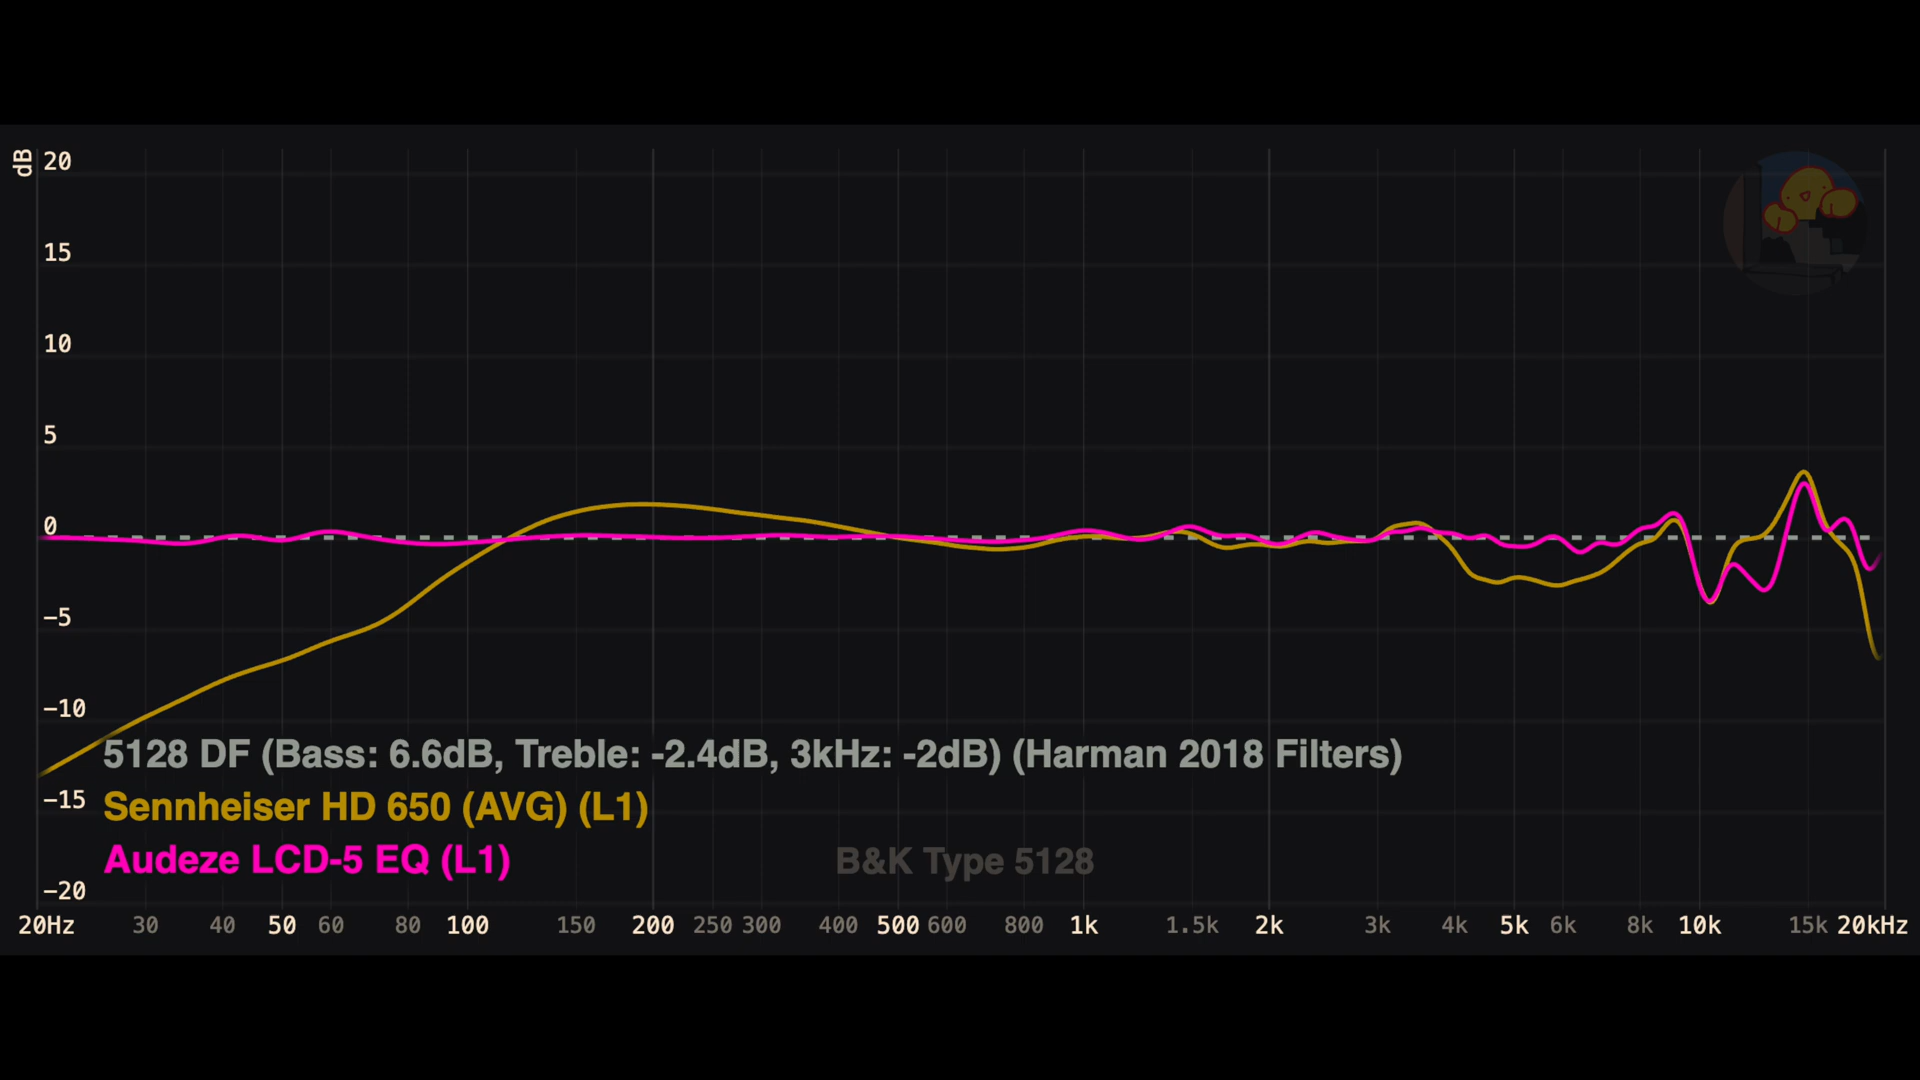 dB
20
15
10
5
0
−5
−10
5128 DF (Bass: 6.6dB, Treble: -2.4dB, 3kHz: -2dB) (Harman 2018 Filters)
−15
Sennheiser HD 650 (AVG) (L1)
Audeze LCD-5 EQ (L1)
B&K Type 5128
−20
20Hz 30 40 50 60 80 100 150 200 250 300 400 500 600 800 1k 1.5k 2k 3k 4k 5k 6k 8k 10k 15k 20kHz